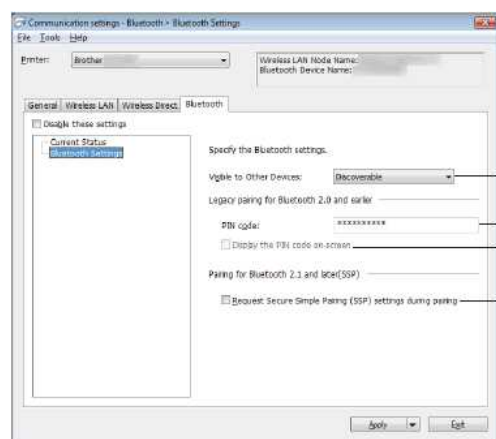 Communication settings - Bluetooth > Bluetooth Settings
File Tools Help
Printer: Brother
Wireless LAN Node Name:
Bluetooth Device Name:
General Wireless LAN Wireless Direct Bluetooth
Disable these settings
Current Status
Bluetooth Settings
Specify the Bluetooth settings.
Visible to Other Devices: Discoverable
Legacy pairing for Bluetooth 2.0 and earlier
PIN code: **********
Display the PIN code on screen
Pairing for Bluetooth 2.1 and later(SSP)
Request Secure Simple Pairing (SSP) settings during pairing
Apply Exit